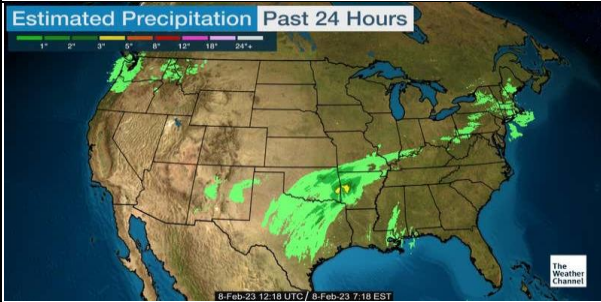 Estimated Precipitation Past 24 Hours
1" 2" 3" 5" 8" 12" 18" 24"+
The
Weather
Channel
8-Feb-23 12:18 UTC / 8-Feb-23 7:18 EST